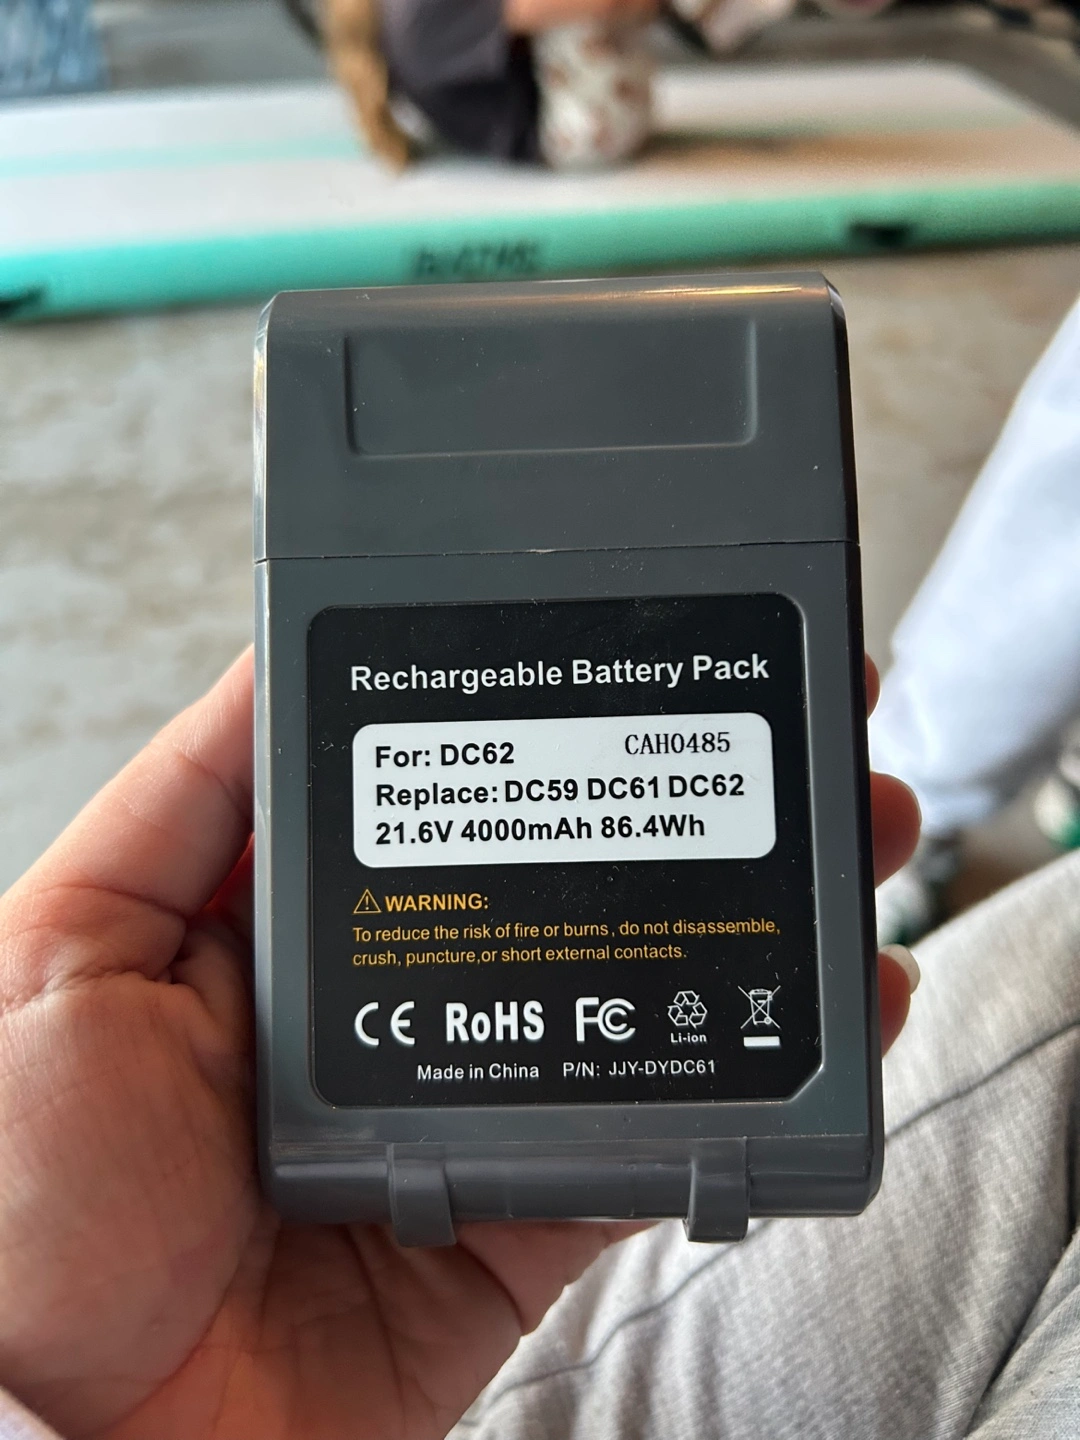 Rechargeable Battery Pack
For: DC62 CAH0485
Replace: DC59 DC61 DC62
21.6V 4000mAh 86.4Wh
WARNING:
To reduce the risk of fire or burns, do not disassemble,
crush, puncture,or short external contacts.
CE RoHS FC
Li-ion
Made in China P/N: JJY-DYDC61